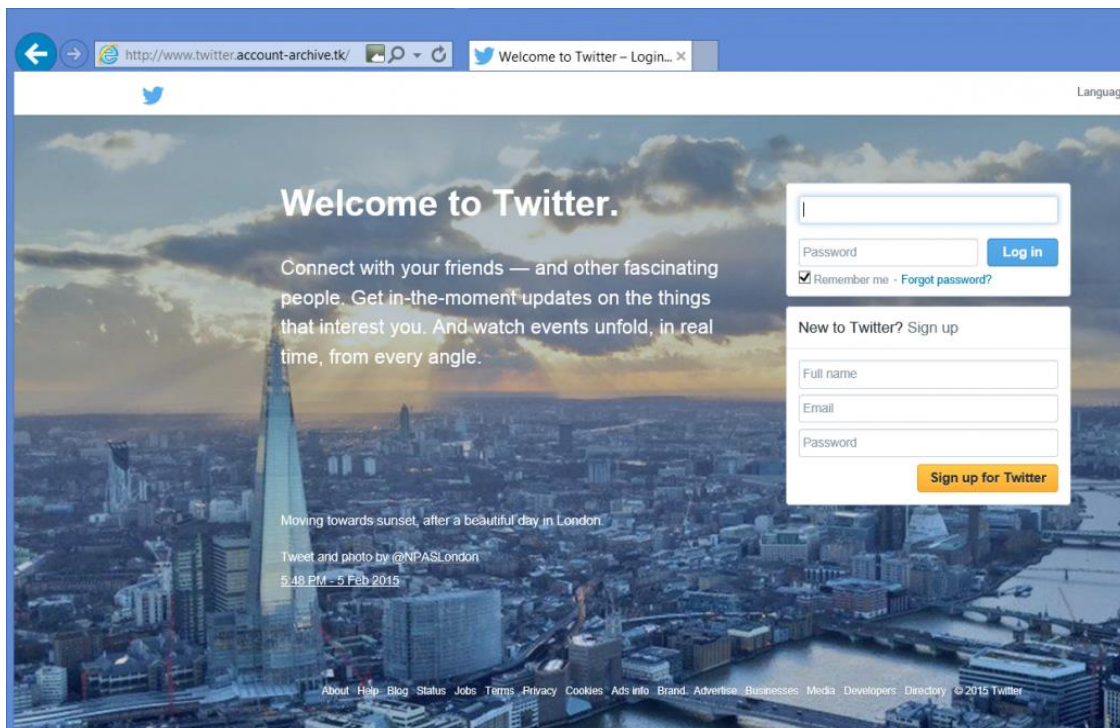 http://www.twitter.account-archive.tk/
Welcome to Twitter – Login...
Languag
Welcome to Twitter.
Connect with your friends — and other fascinating
people. Get in-the-moment updates on the things
that interest you. And watch events unfold, in real
time, from every angle.
Password
Log in
Remember me · Forgot password?
New to Twitter? Sign up
Full name
Email
Password
Sign up for Twitter
Moving towards sunset, after a beautiful day in London.
Tweet and photo by @NPASLondon
5:48 PM - 5 Feb 2015
About Help Blog Status Jobs Terms Privacy Cookies Ads info Brand Advertise Businesses Media Developers Directory © 2015 Twitter